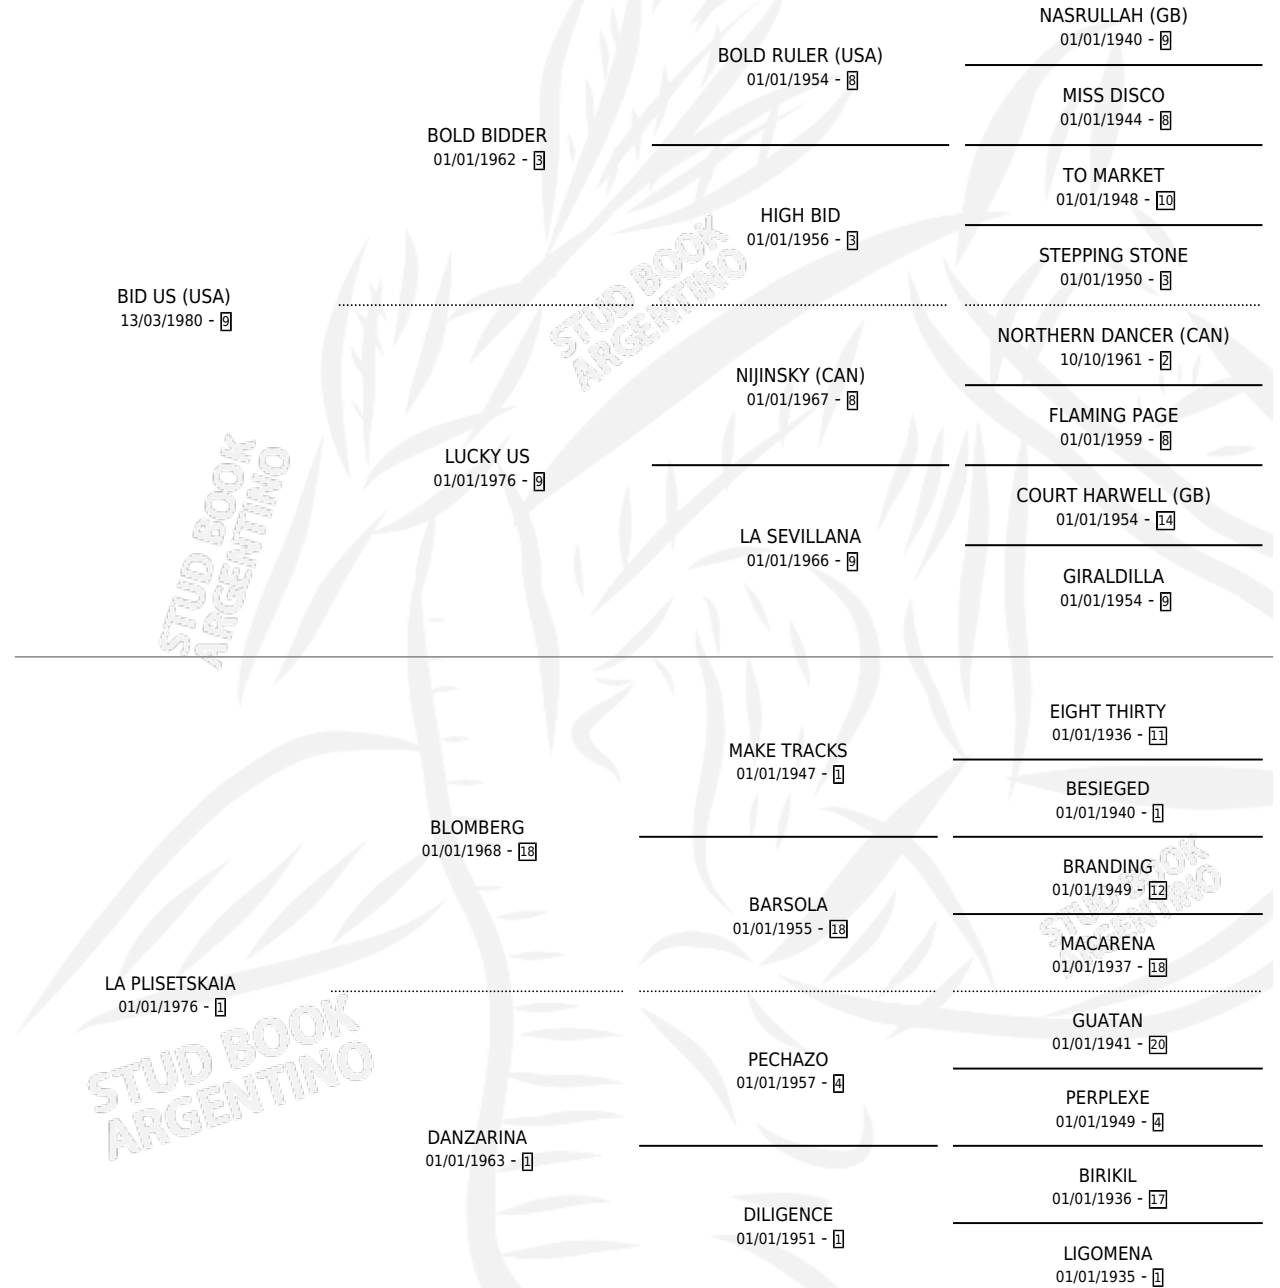 NASRULLAH (GB)
01/01/1940 - 9
BOLD RULER (USA)
01/01/1954 - 8
MISS DISCO
01/01/1944 - 8
BOLD BIDDER
01/01/1962 - 3
TO MARKET
01/01/1948 - 10
HIGH BID
01/01/1956 - 3
STEPPING STONE
01/01/1950 - 3
BID US (USA)
13/03/1980 - 9
NORTHERN DANCER (CAN)
10/10/1961 - 2
NIJINSKY (CAN)
01/01/1967 - 8
FLAMING PAGE
01/01/1959 - 8
LUCKY US
01/01/1976 - 9
COURT HARWELL (GB)
01/01/1954 - 14
LA SEVILLANA
01/01/1966 - 9
GIRALDILLA
01/01/1954 - 9
EIGHT THIRTY
01/01/1936 - 11
MAKE TRACKS
01/01/1947 - 1
BESIEGED
01/01/1940 - 1
BLOMBERG
01/01/1968 - 18
BRANDING
01/01/1949 - 12
BARSOLA
01/01/1955 - 18
MACARENA
01/01/1937 - 18
LA PLISETSKAIA
01/01/1976 - 1
GUATAN
01/01/1941 - 20
PECHAZO
01/01/1957 - 4
PERPLEXE
01/01/1949 - 4
DANZARINA
01/01/1963 - 1
BIRIKIL
01/01/1936 - 17
DILIGENCE
01/01/1951 - 1
LIGOMENA
01/01/1935 - 1
STUD BOOK
ARGENTINO
STUD BOOK
ARGENTINO
STUD BOOK
ARGENTINO
STUD BOOK
ARGENTINO